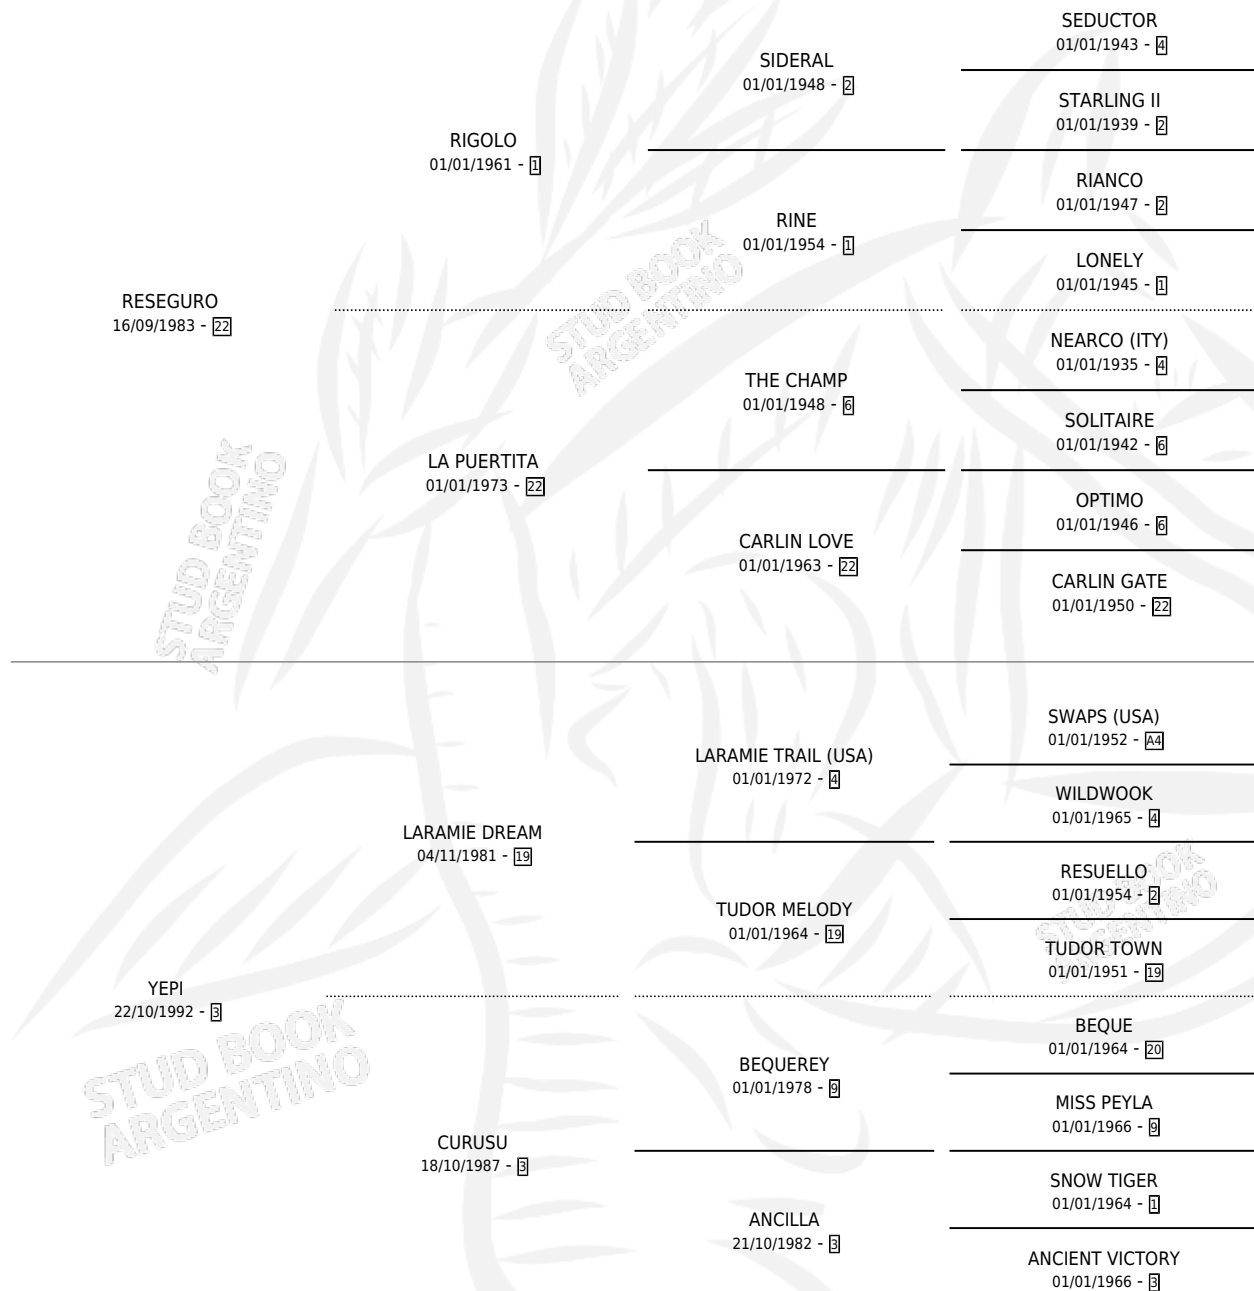 SEDUCTOR
01/01/1943 - 4
SIDERAL
01/01/1948 - 2
STARLING II
01/01/1939 - 2
RIGOLO
01/01/1961 - 1
RIANCO
01/01/1947 - 2
RINE
01/01/1954 - 1
LONELY
01/01/1945 - 1
RESEGURO
16/09/1983 - 22
NEARCO (ITY)
01/01/1935 - 4
THE CHAMP
01/01/1948 - 6
SOLITAIRE
01/01/1942 - 6
LA PUERTITA
01/01/1973 - 22
OPTIMO
01/01/1946 - 6
CARLIN LOVE
01/01/1963 - 22
CARLIN GATE
01/01/1950 - 22
STUD BOOK
ARGENTINO
STUD BOOK
ARGENTINO
SWAPS (USA)
01/01/1952 - A4
LARAMIE TRAIL (USA)
01/01/1972 - 4
WILDWOOK
01/01/1965 - 4
LARAMIE DREAM
04/11/1981 - 19
RESUELLO
01/01/1954 - 2
TUDOR MELODY
01/01/1964 - 19
TUDOR TOWN
01/01/1951 - 19
STUD BOOK
ARGENTINO
YEPI
22/10/1992 - 3
BEQUE
01/01/1964 - 20
BEQUEREY
01/01/1978 - 9
MISS PEYLA
01/01/1966 - 9
CURUSU
18/10/1987 - 3
SNOW TIGER
01/01/1964 - 1
ANCILLA
21/10/1982 - 3
ANCIENT VICTORY
01/01/1966 - 3
STUD BOOK
ARGENTINO